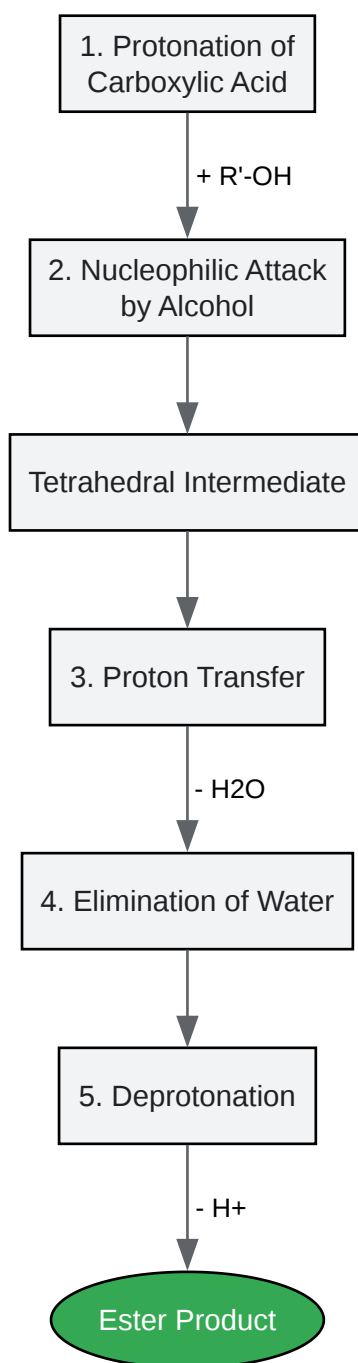 1. Protonation of
Carboxylic Acid
+ R'-OH
2. Nucleophilic Attack
by Alcohol
Tetrahedral Intermediate
3. Proton Transfer
- H2O
4. Elimination of Water
5. Deprotonation
- H+
Ester Product